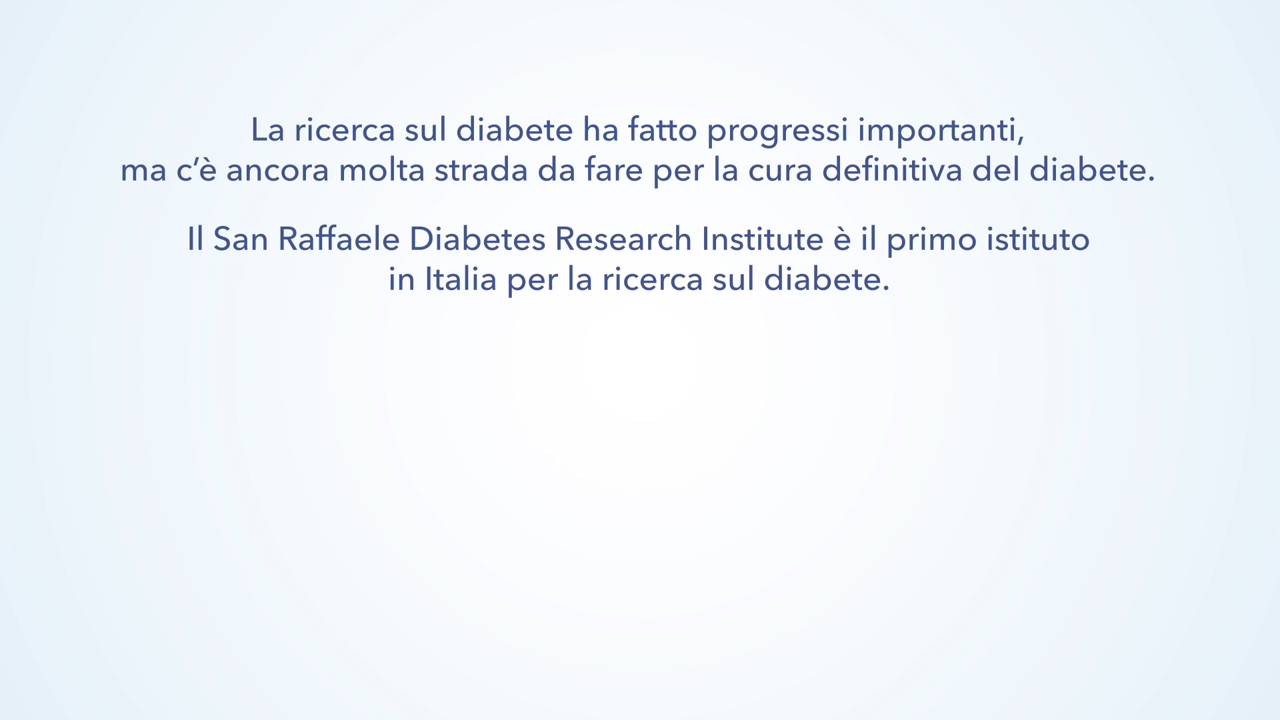 La ricerca sul diabete ha fatto progressi importanti,
ma c’è ancora molta strada da fare per la cura definitiva del diabete.
Il San Raffaele Diabetes Research Institute è il primo istituto
in Italia per la ricerca sul diabete.